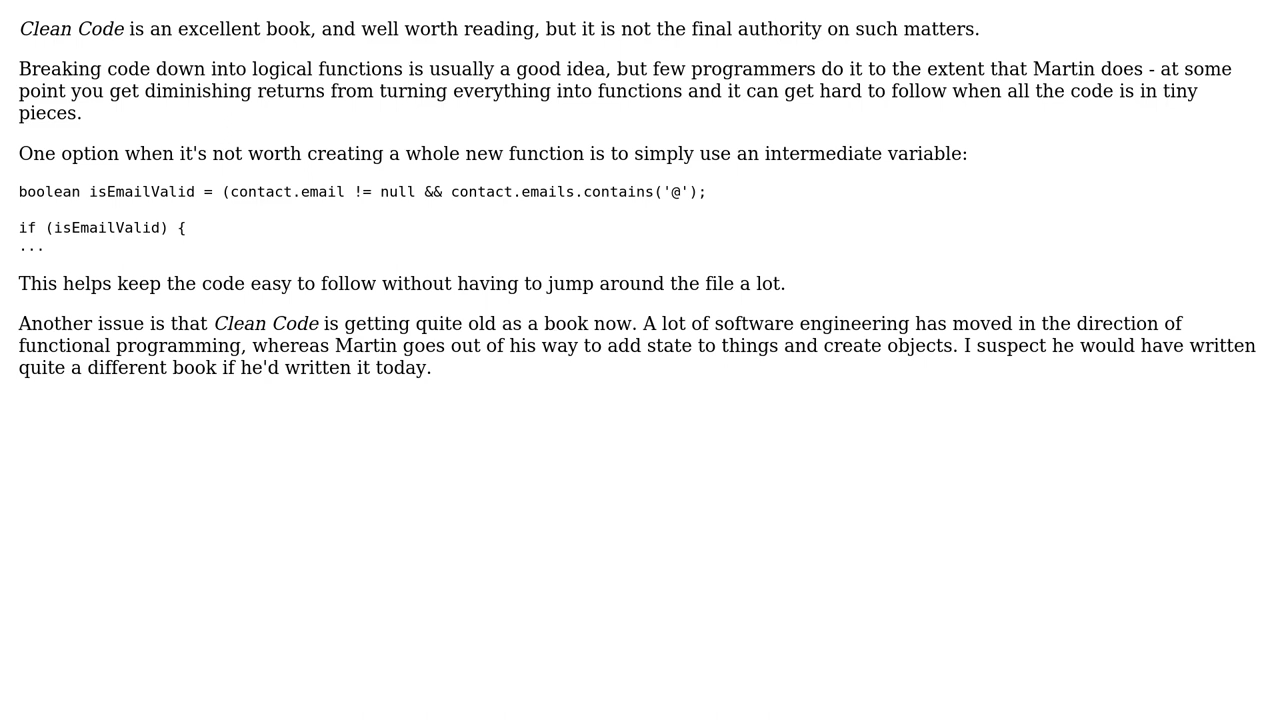 Clean Code is an excellent book, and well worth reading, but it is not the final authority on such matters.
Breaking code down into logical functions is usually a good idea, but few programmers do it to the extent that Martin does - at some
point you get diminishing returns from turning everything into functions and it can get hard to follow when all the code is in tiny
pieces.
One option when it's not worth creating a whole new function is to simply use an intermediate variable:
boolean isEmailValid = (contact.email != null && contact.emails.contains('@');
if (isEmailValid) {
...
This helps keep the code easy to follow without having to jump around the file a lot.
Another issue is that Clean Code is getting quite old as a book now. A lot of software engineering has moved in the direction of
functional programming, whereas Martin goes out of his way to add state to things and create objects. I suspect he would have written
quite a different book if he'd written it today.